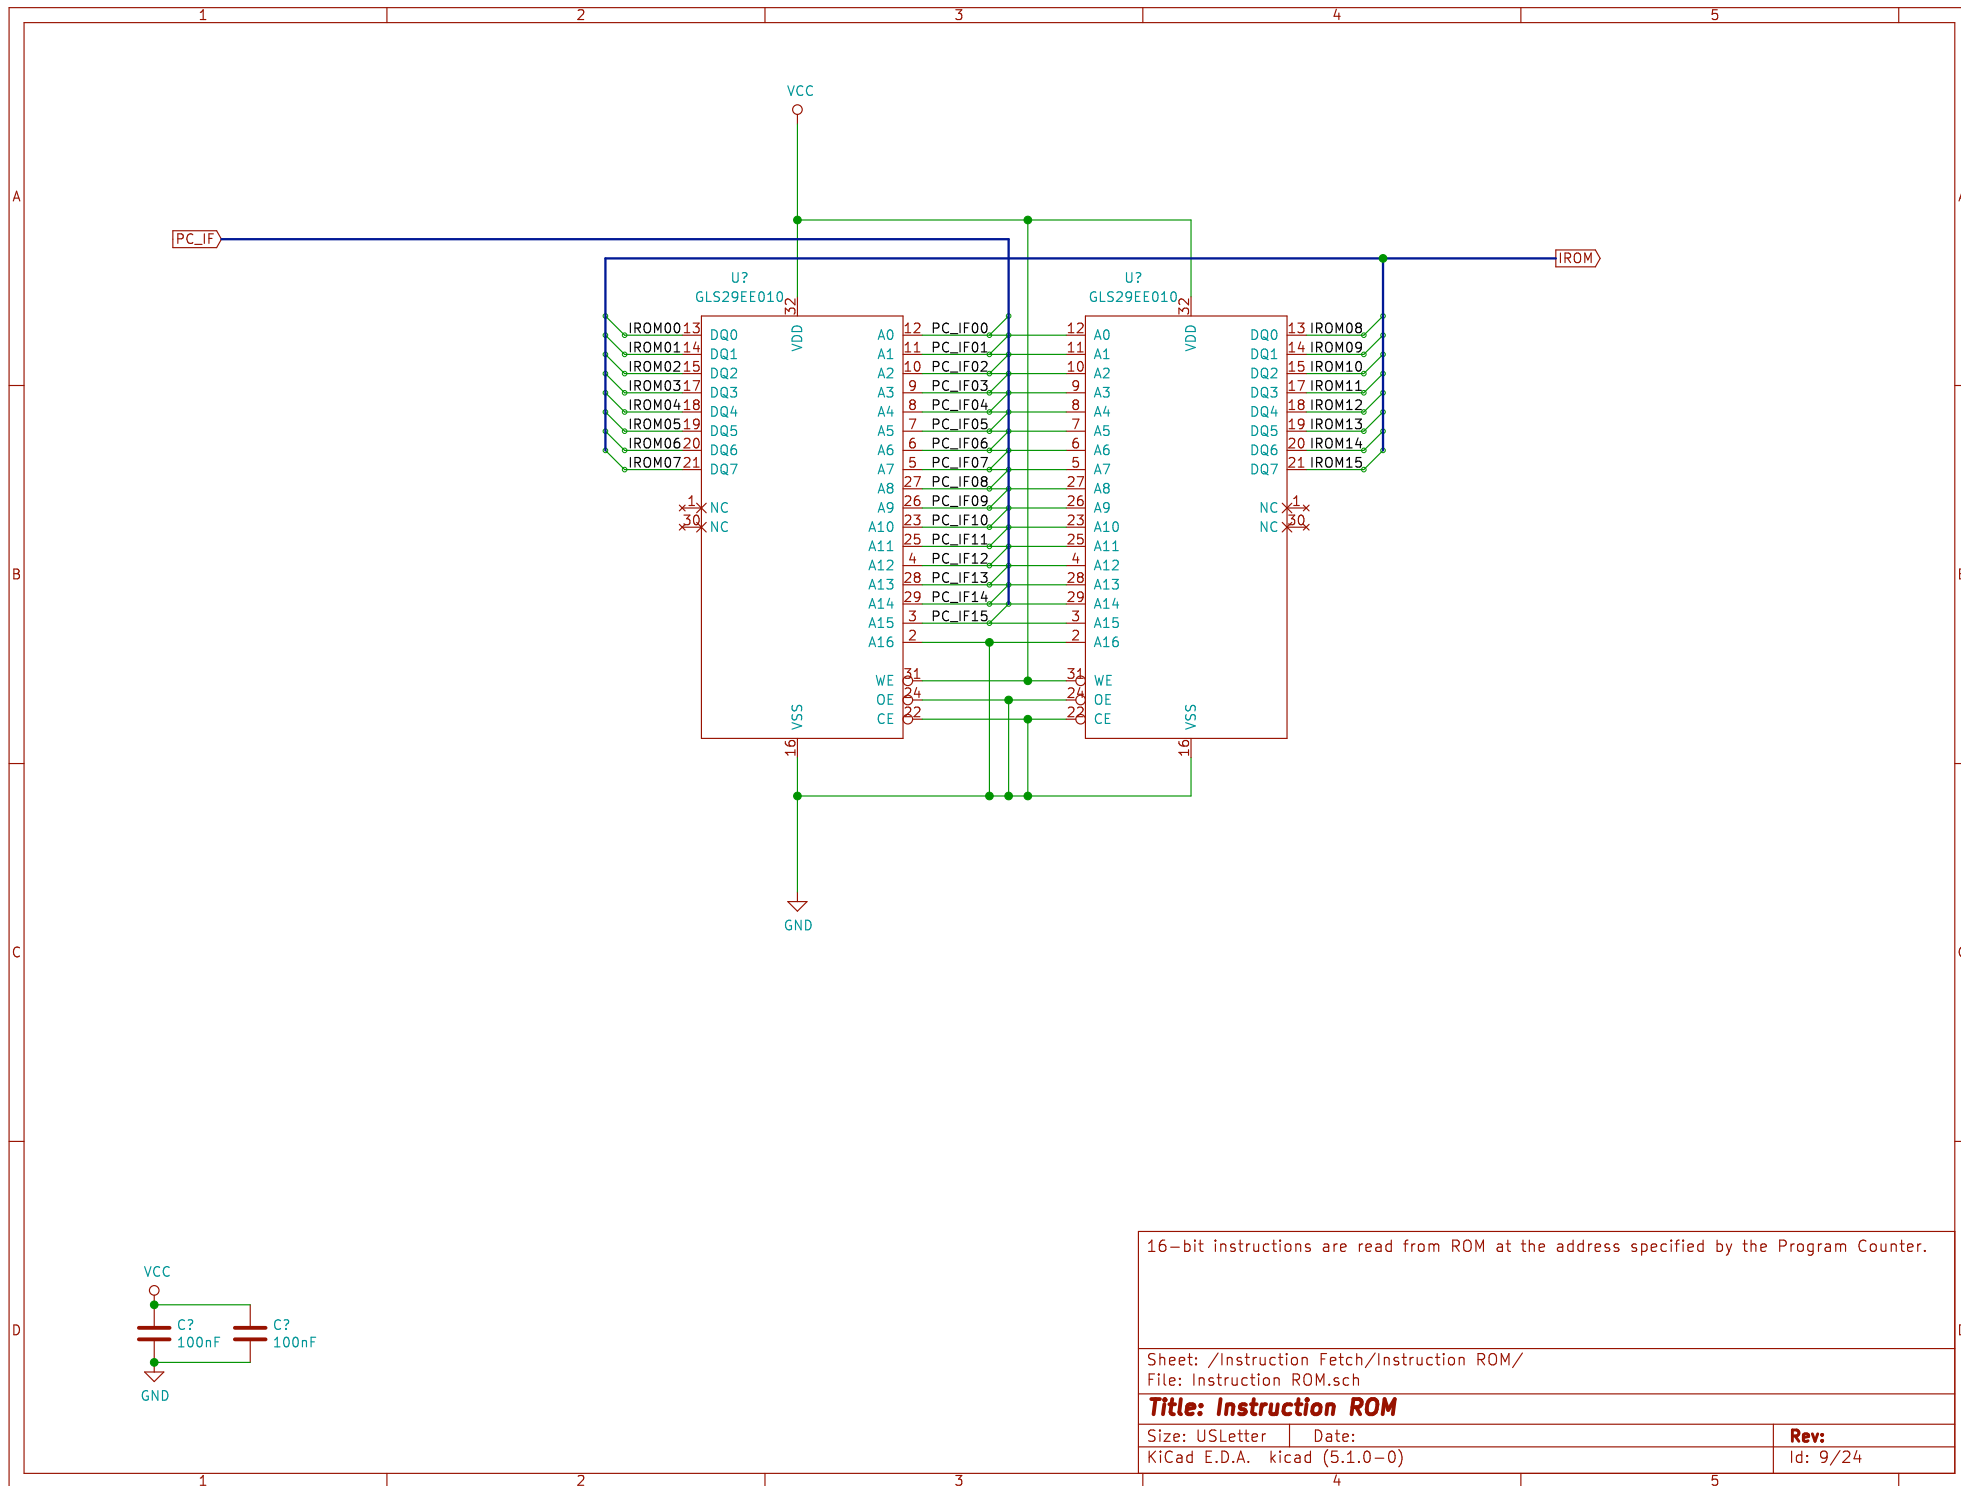 1 2 3 4 5
VCC
A
PC_IF
IROM
U?
GLS29EE010
U?
GLS29EE010
32
VDD
32
VDD
IROM00 13 DQ0 A0 12 PC_IF00 12 A0 DQ0 13 IROM08
IROM01 14 DQ1 A1 11 PC_IF01 11 A1 DQ1 14 IROM09
IROM02 15 DQ2 A2 10 PC_IF02 10 A2 DQ2 15 IROM10
IROM03 17 DQ3 A3 9 PC_IF03 9 A3 DQ3 17 IROM11
IROM04 18 DQ4 A4 8 PC_IF04 8 A4 DQ4 18 IROM12
IROM05 19 DQ5 A5 7 PC_IF05 7 A5 DQ5 19 IROM13
IROM06 20 DQ6 A6 6 PC_IF06 6 A6 DQ6 20 IROM14
IROM07 21 DQ7 A7 5 PC_IF07 5 A7 DQ7 21 IROM15
A8 27 PC_IF08 27 A8
1 NC A9 26 PC_IF09 26 A9 NC 1
30 NC A10 23 PC_IF10 23 A10 NC 30
A11 25 PC_IF11 25 A11
A12 4 PC_IF12 4 A12
B
A13 28 PC_IF13 28 A13
A14 29 PC_IF14 29 A14
A15 3 PC_IF15 3 A15
A16 2 2 A16
WE 31 31 WE
OE 24 24 OE
CE 22 22 CE
VSS
16
VSS
16
GND
C
16-bit instructions are read from ROM at the address specified by the Program Counter.
VCC
C?
100nF
C?
100nF
GND
D
Sheet: /Instruction Fetch/Instruction ROM/
File: Instruction ROM.sch
Title: Instruction ROM
Size: USLetter Date: Rev:
KiCad E.D.A. kicad (5.1.0-0) Id: 9/24
1 2 3 4 5